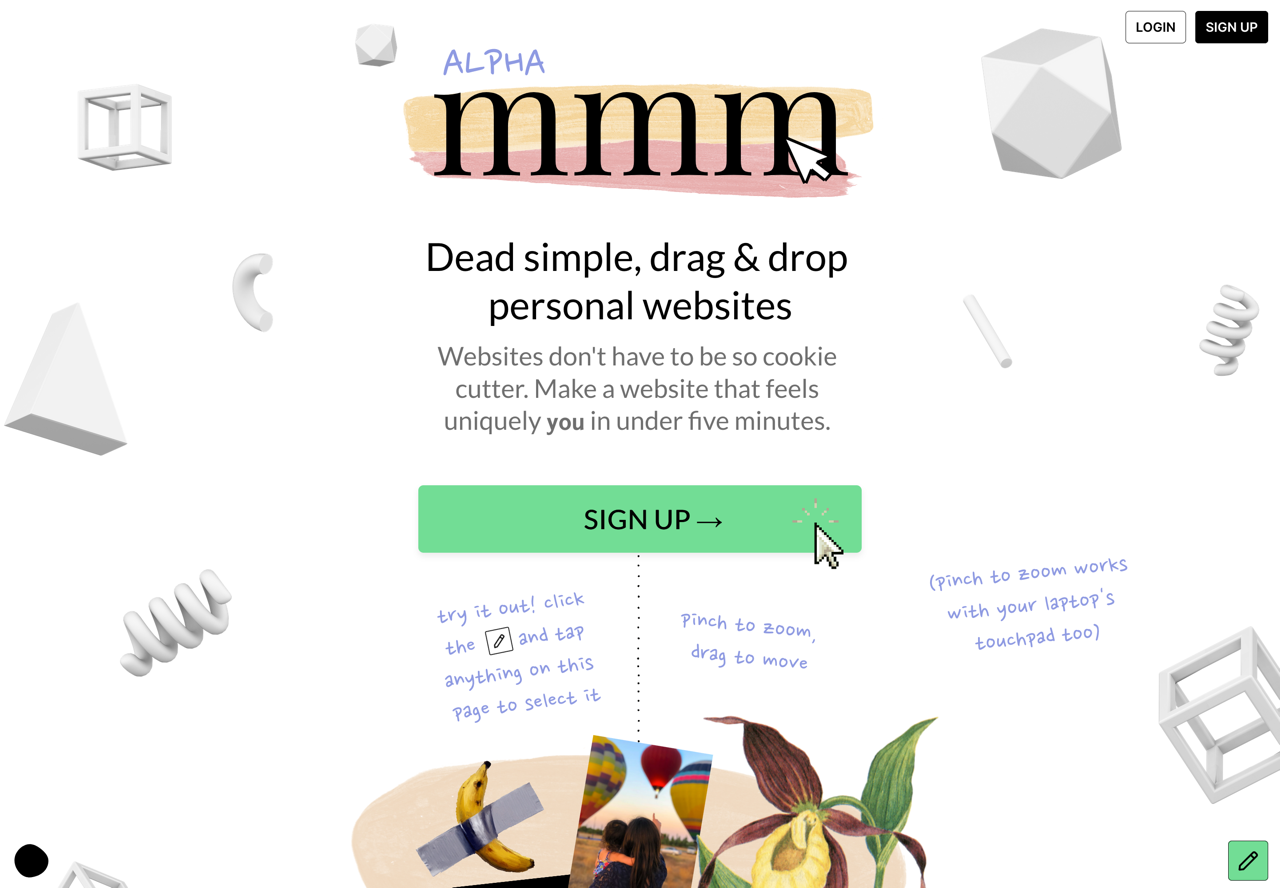 LOGIN
SIGN UP
ALPHA
mmm
Dead simple, drag & drop
personal websites
Websites don't have to be so cookie
cutter. Make a website that feels
uniquely you in under five minutes.
SIGN UP →
try it out! click
the and tap
anything on this
page to select it
Pinch to zoom,
drag to move
(pinch to zoom works
with your laptop's
touchpad too)